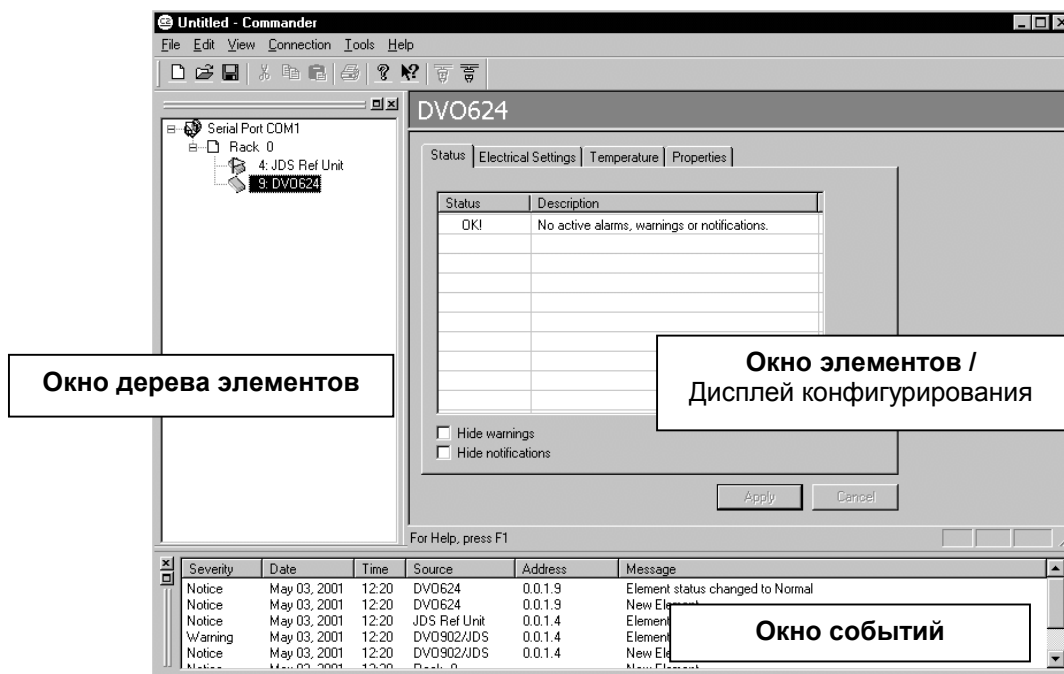 Untitled - Commander
File Edit View Connection Tools Help
Serial Port COM1
Rack 0
4: JDS Ref Unit
9: DVO624
DVO624
Status Electrical Settings Temperature Properties
Status Description
OK! No active alarms, warnings or notifications.
Окно дерева элементов
Окно элементов /
Дисплей конфигурирования
Hide warnings
Hide notifications
Apply Cancel
For Help, press F1
Severity Date Time Source Address Message
Notice May 03, 2001 12:20 DVO624 0.0.1.9 Element status changed to Normal
Notice May 03, 2001 12:20 DVO624 0.0.1.9 New Element
Notice May 03, 2001 12:20 JDS Ref Unit 0.0.1.4 Element
Warning May 03, 2001 12:20 DVO902/JDS 0.0.1.4 Element
Notice May 03, 2001 12:20 DVO902/JDS 0.0.1.4 New Ele
Окно событий